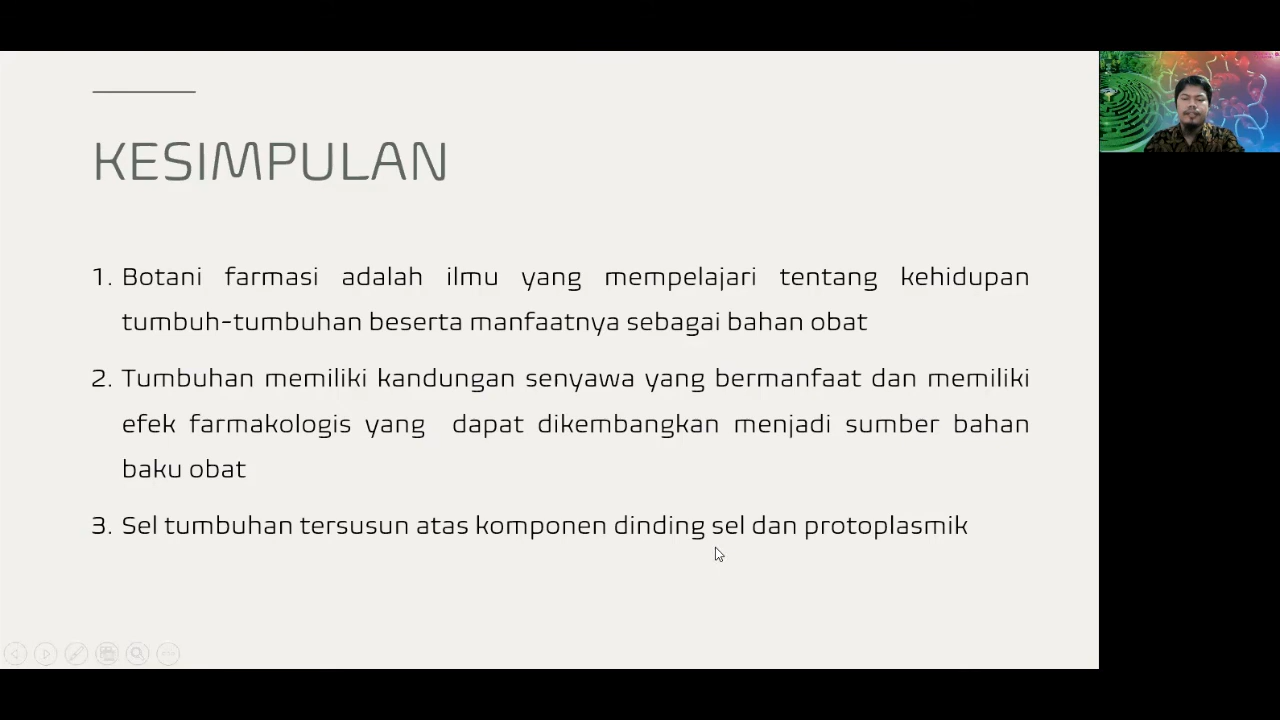 KESIMPULAN
1. Botani farmasi adalah ilmu yang mempelajari tentang kehidupan
tumbuh-tumbuhan beserta manfaatnya sebagai bahan obat
2. Tumbuhan memiliki kandungan senyawa yang bermanfaat dan memiliki
efek farmakologis yang dapat dikembangkan menjadi sumber bahan
baku obat
3. Sel tumbuhan tersusun atas komponen dinding sel dan protoplasmik